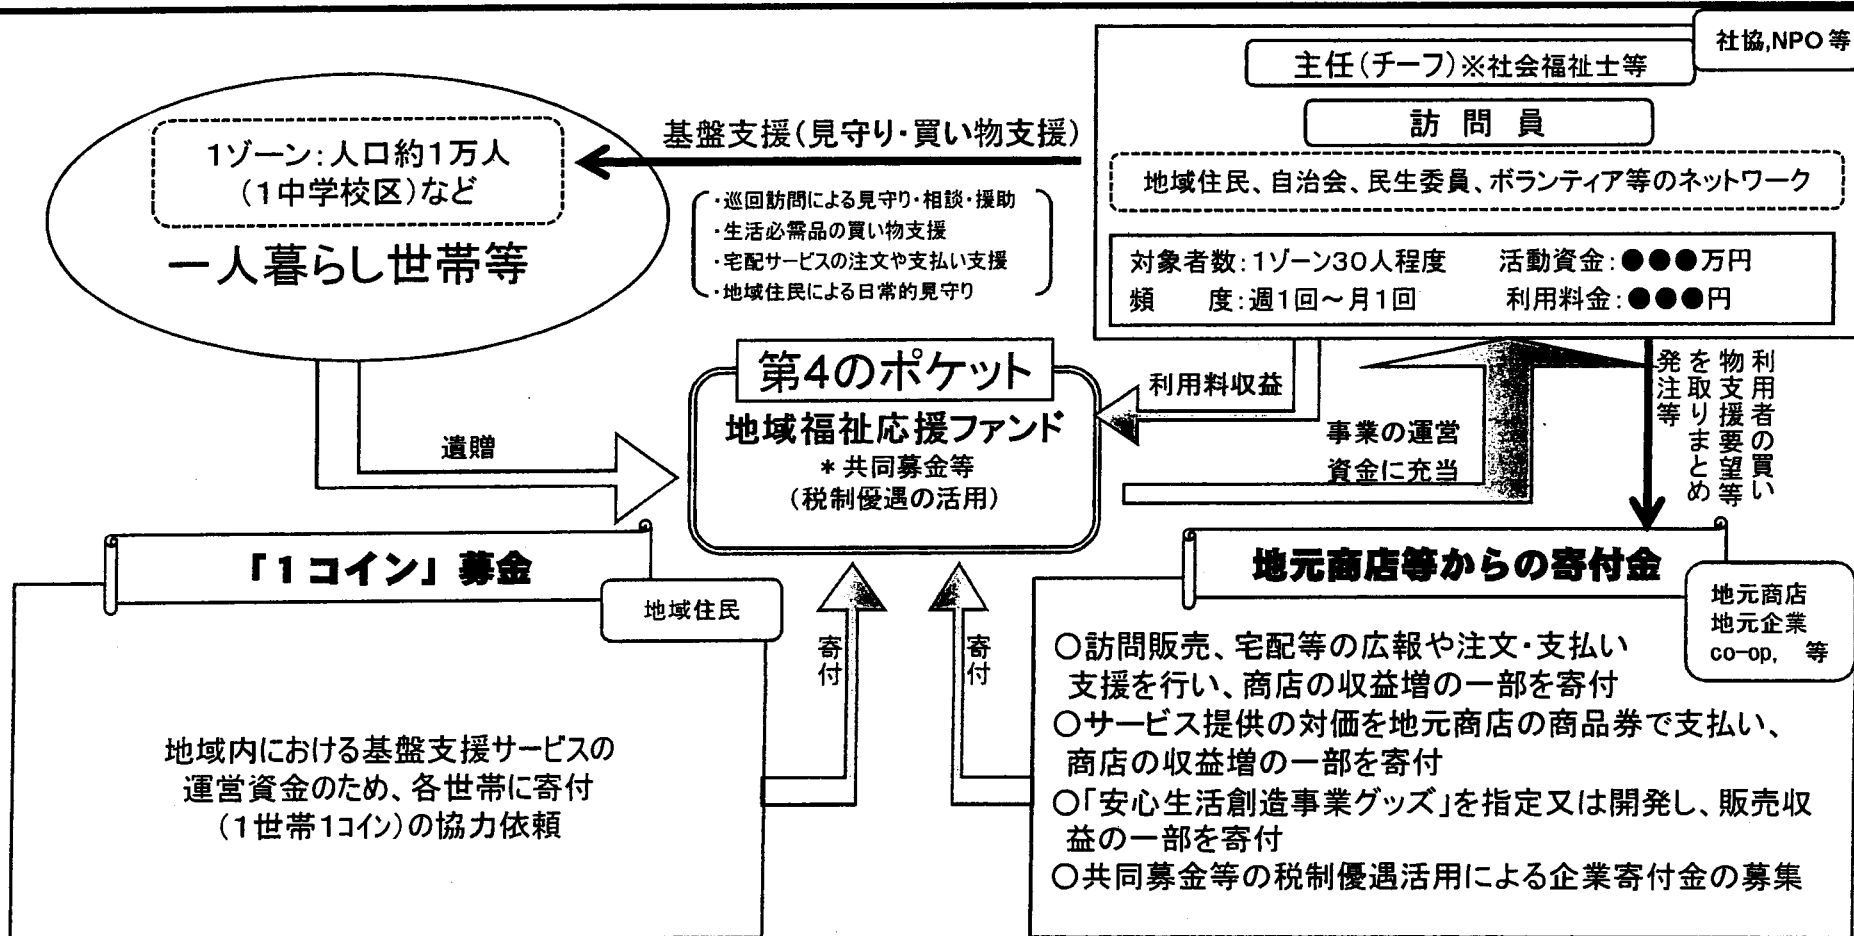 社協,NPO等
主任(チーフ)※社会福祉士等
訪問員
地域住民、自治会、民生委員、ボランティア等のネットワーク
対象者数:1ゾーン30人程度 活動資金:●●●万円
頻 度:週1回～月1回 利用料金:●●●円
基盤支援(見守り・買い物支援)
・巡回訪問による見守り・相談・援助
・生活必需品の買い物支援
・宅配サービスの注文や支払い支援
・地域住民による日常的見守り
1ゾーン:人口約1万人
(1中学校区)など
一人暮らし世帯等
遺贈
第4のポケット
地域福祉応援ファンド
*共同募金等
(税制優遇の活用)
利用料収益
事業の運営
資金に充当
利用者の買い
物支援要望等
を取りまとめ
発注等
「1コイン」募金
地域住民
地域内における基盤支援サービスの
運営資金のため、各世帯に寄付
(1世帯1コイン)の協力依頼
寄付
寄付
地元商店等からの寄付金
地元商店
地元企業
co-op, 等
○訪問販売、宅配等の広報や注文・支払い
支援を行い、商店の収益増の一部を寄付
○サービス提供の対価を地元商店の商品券で支払い、
商店の収益増の一部を寄付
○「安心生活創造事業グッズ」を指定又は開発し、販売収
益の一部を寄付
○共同募金等の税制優遇活用による企業寄付金の募集